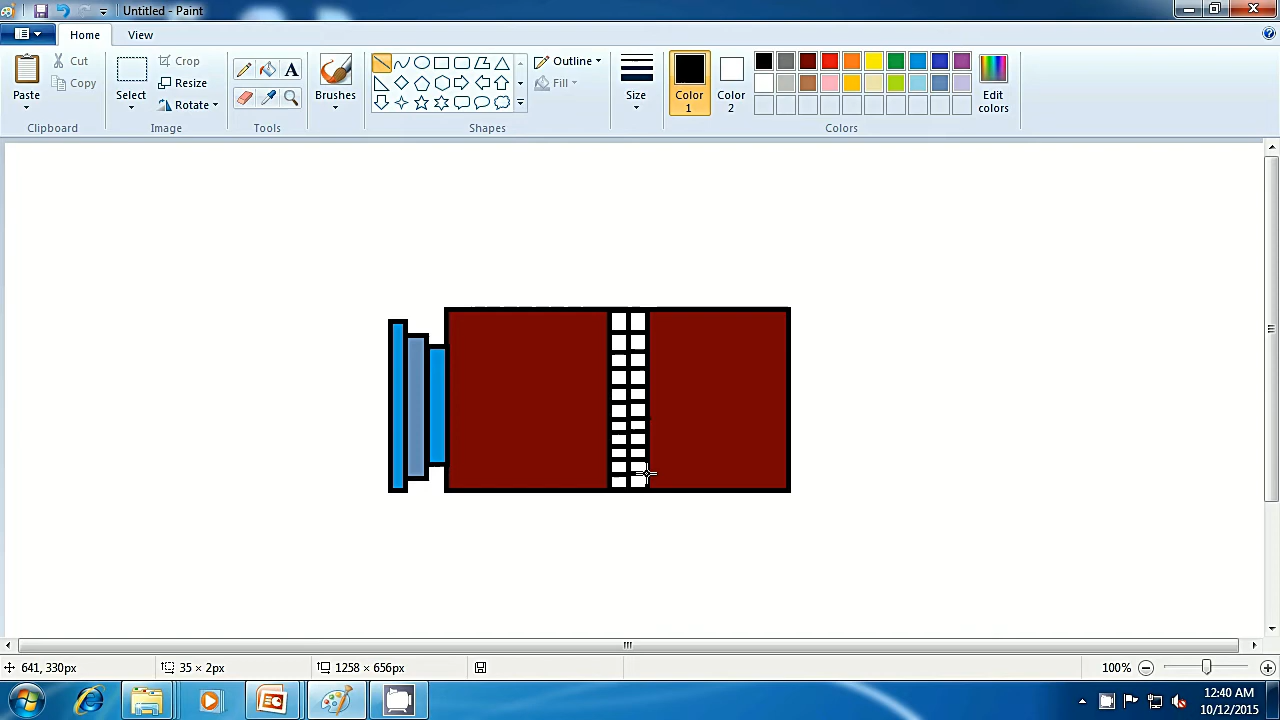 Untitled - Paint
Home
View
Paste
Cut
Copy
Clipboard
Select
Crop
Resize
Rotate
Image
A
Tools
Brushes
Outline
Fill
Shapes
Size
Color 1
Color 2
Edit colors
Colors
641, 330px
35 × 2px
1258 × 656px
100%
12:40 AM
10/12/2015